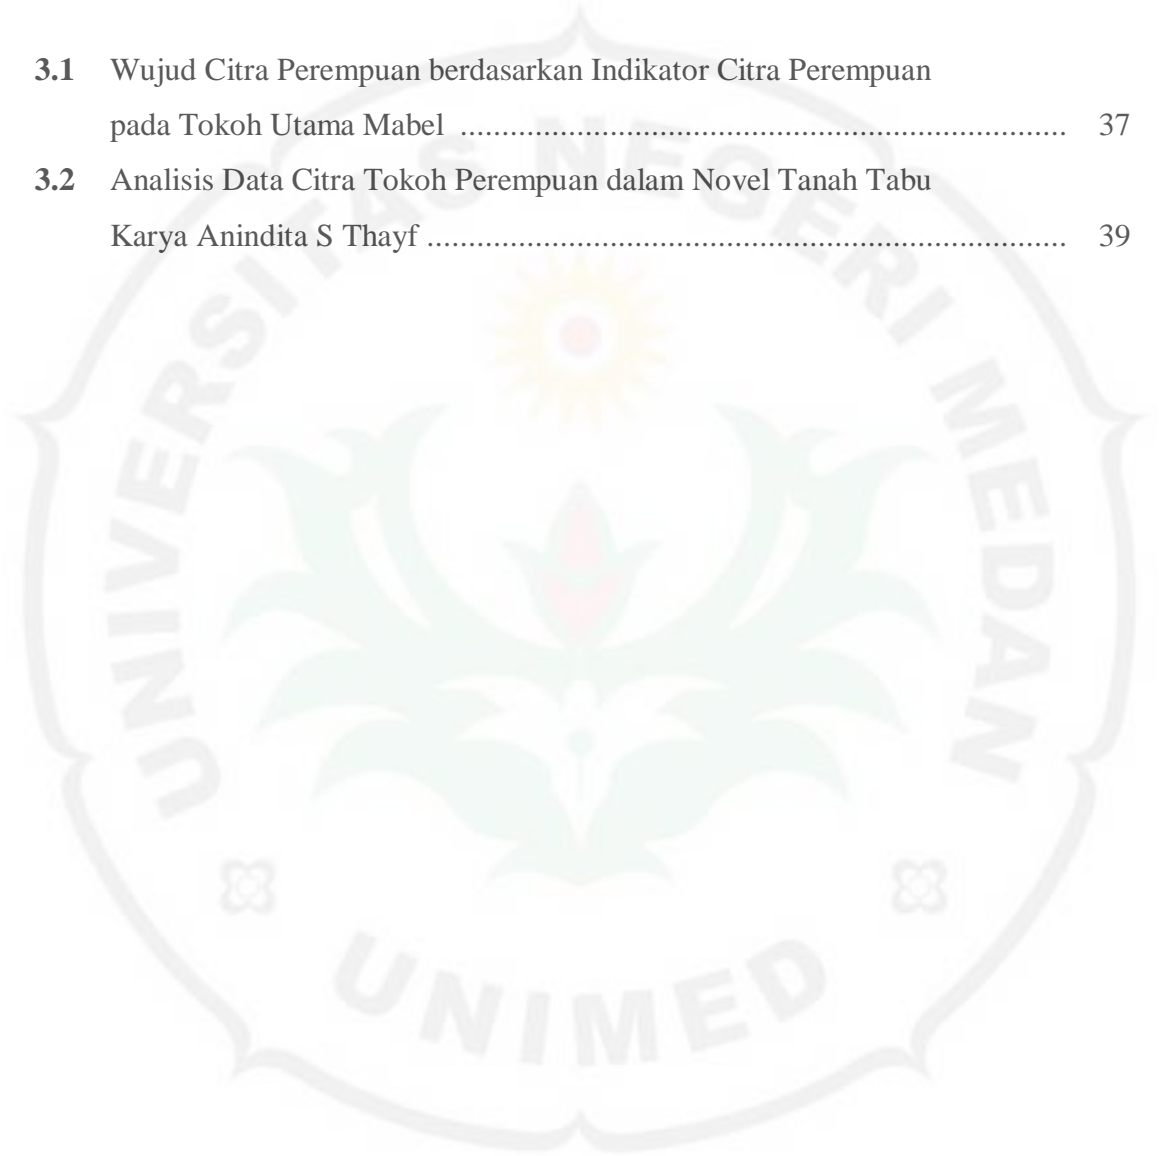 3.1 Wujud Citra Perempuan berdasarkan Indikator Citra Perempuan
pada Tokoh Utama Mabel ............................................................. 37
3.2 Analisis Data Citra Tokoh Perempuan dalam Novel Tanah Tabu
Karya Anindita S Thayf ................................................................ 39
UNIVERSITAS NEGERI MEDAN
UNIMED